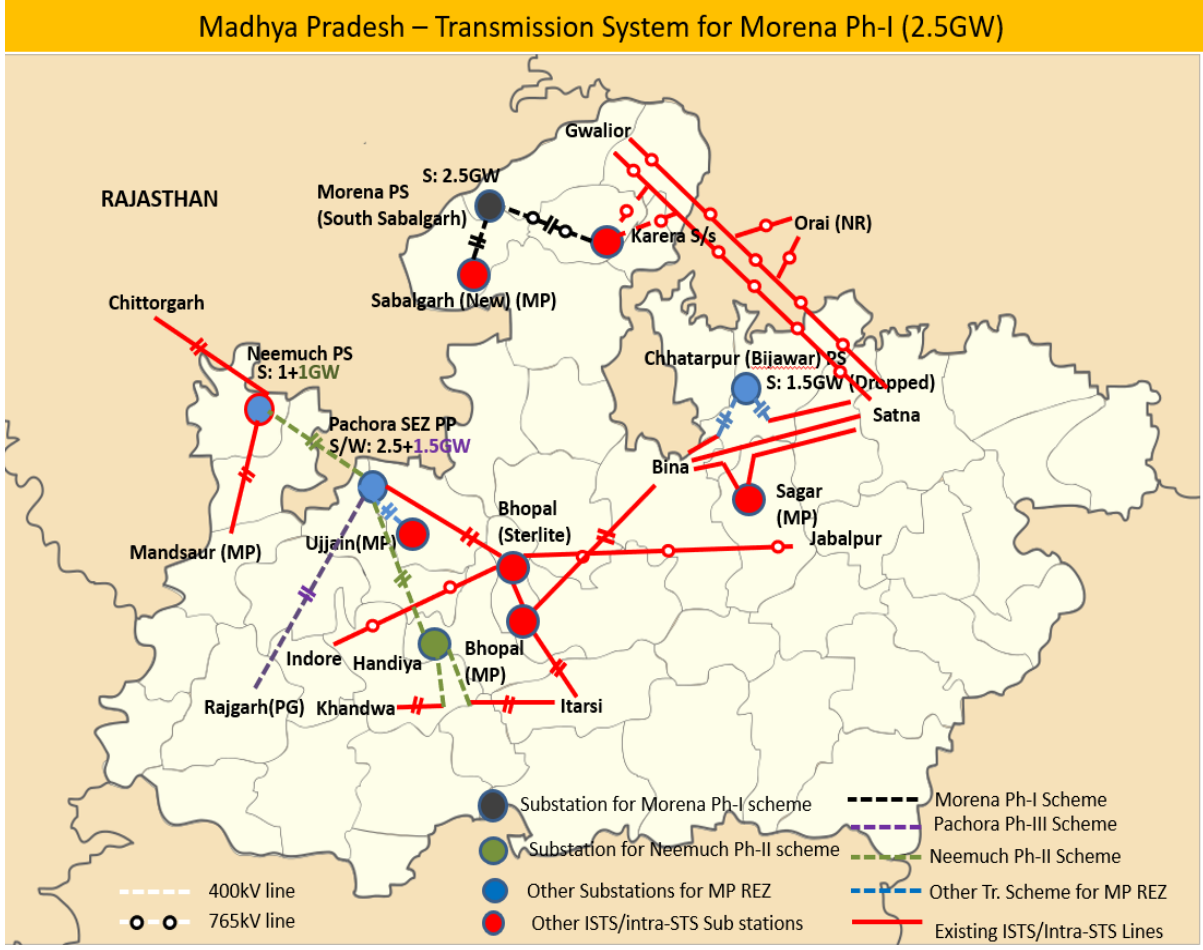 Madhya Pradesh – Transmission System for Morena Ph-I (2.5GW)
Gwalior
S: 2.5GW
RAJASTHAN
Morena PS
(South Sabalgarh)
Karera S/s
Orai (NR)
Sabalgarh (New) (MP)
Chittorgarh
Neemuch PS
S: 1+1GW
Chhatarpur (Bijawar) PS
S: 1.5GW (Dropped)
Satna
Pachora SEZ PP
S/W: 2.5+1.5GW
Bina
Sagar
(MP)
Bhopal
(Sterlite)
Mandsaur (MP)
Ujjain(MP)
Jabalpur
Indore
Handiya
Bhopal
(MP)
Rajgarh(PG)
Khandwa
Itarsi
Substation for Morena Ph-I scheme
Substation for Neemuch Ph-II scheme
Other Substations for MP REZ
Other ISTS/intra-STS Sub stations
Morena Ph-I Scheme
Pachora Ph-III Scheme
Neemuch Ph-II Scheme
Other Tr. Scheme for MP REZ
Existing ISTS/Intra-STS Lines
400kV line
765kV line